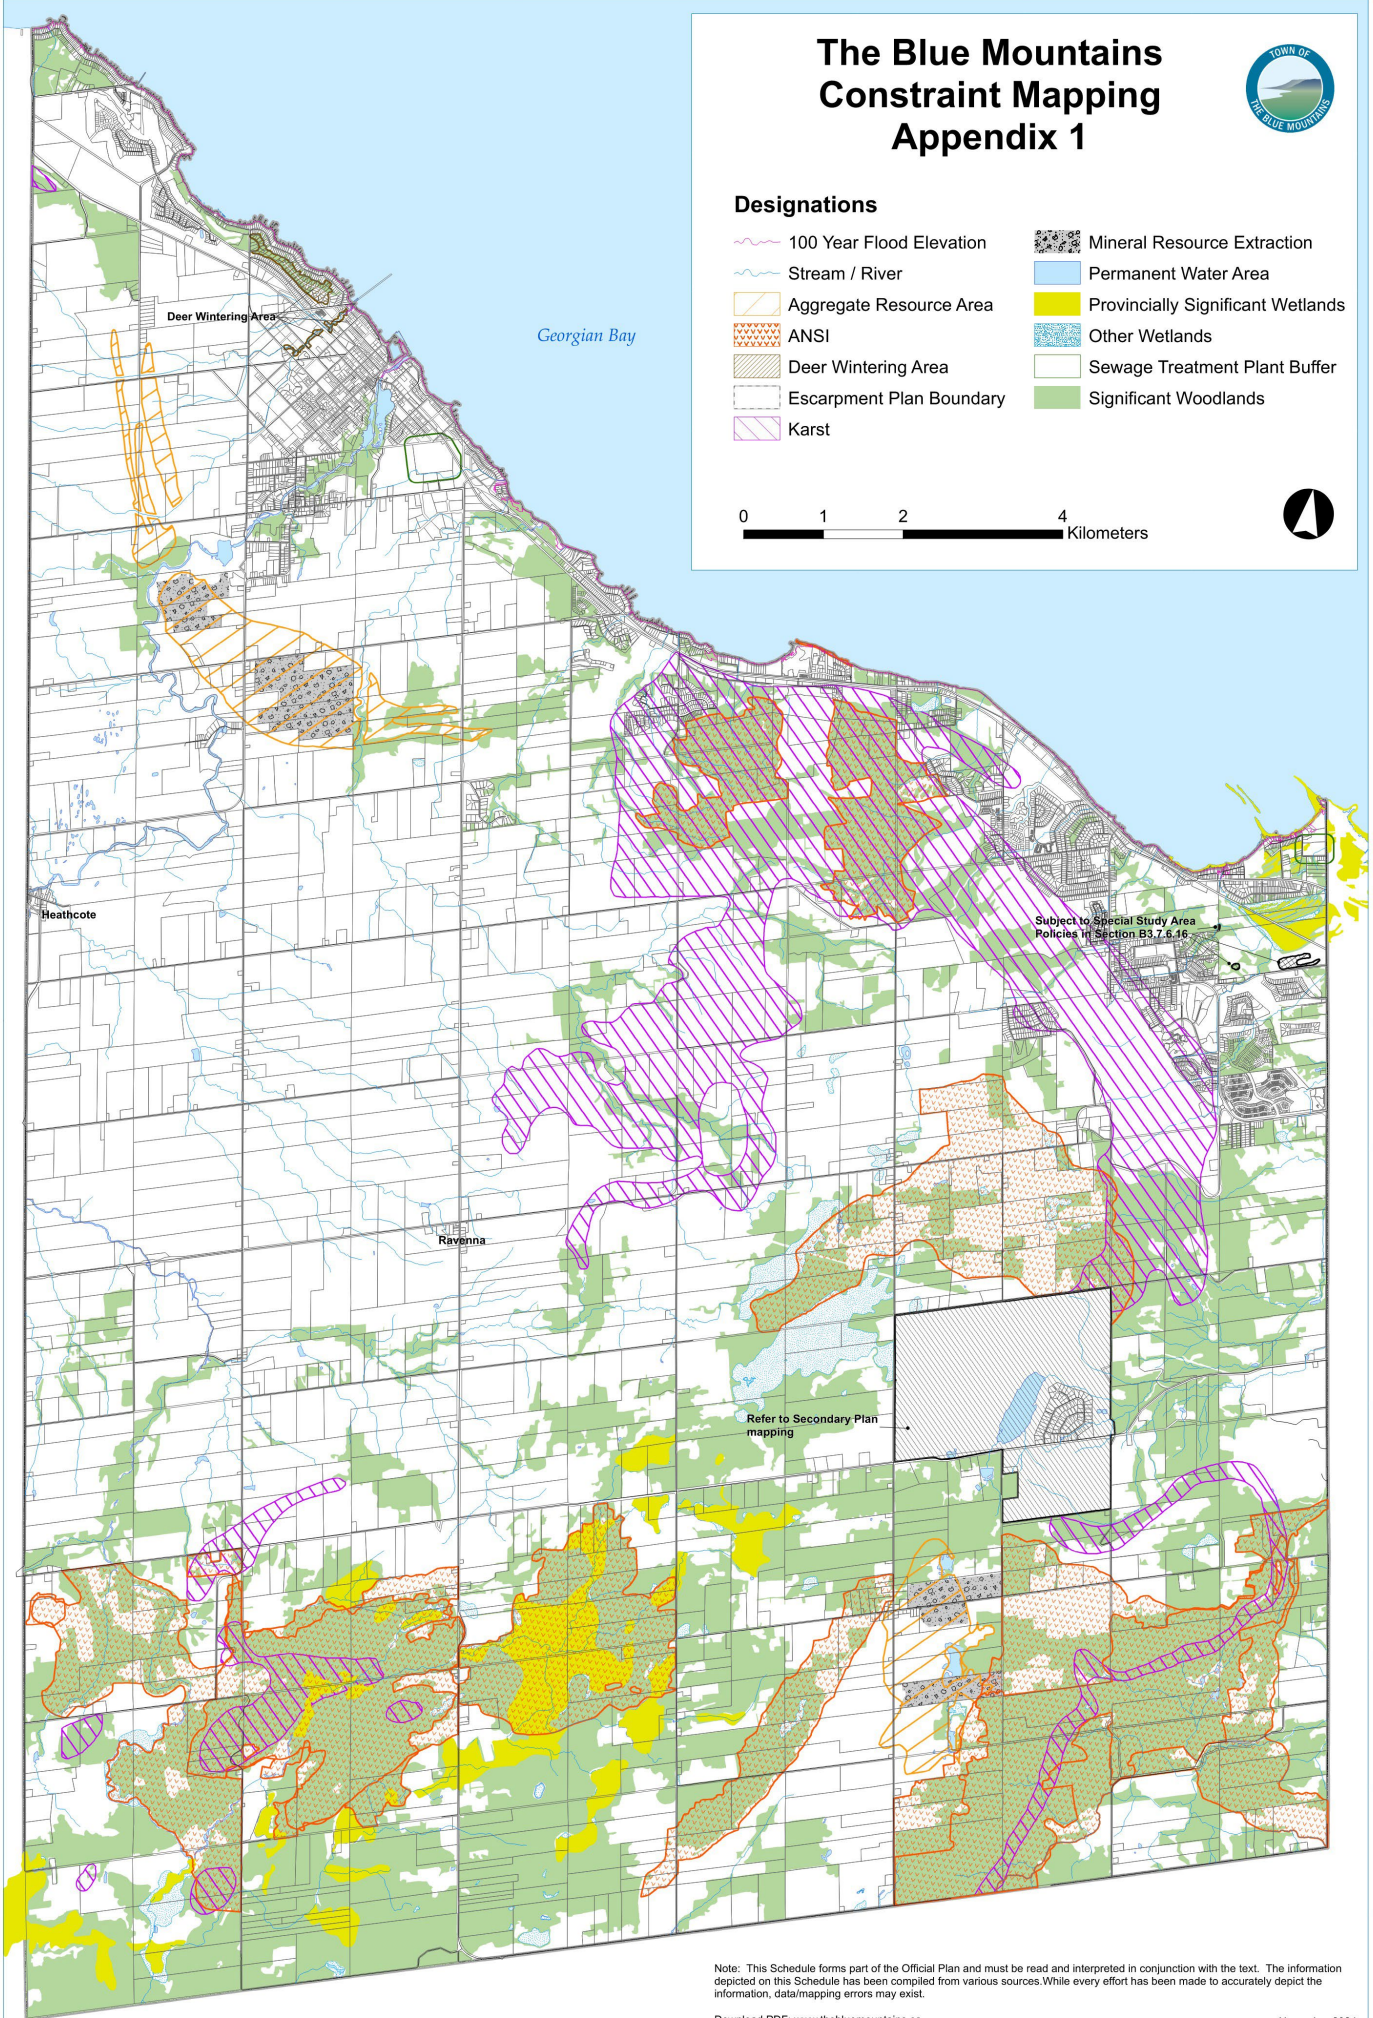 The Blue Mountains
Constraint Mapping
Appendix 1
TOWN OF
THE BLUE MOUNTAINS
Designations
100 Year Flood Elevation
Stream / River
Aggregate Resource Area
ANSI
Deer Wintering Area
Escarpment Plan Boundary
Karst
Mineral Resource Extraction
Permanent Water Area
Provincially Significant Wetlands
Other Wetlands
Sewage Treatment Plant Buffer
Significant Woodlands
0 1 2 4
Kilometers
Georgian Bay
Deer Wintering Area
Heathcote
Subject to Special Study Area
Policies in Section B3.7.6.16
Ravenna
Refer to Secondary Plan
mapping
Note: This Schedule forms part of the Official Plan and must be read and interpreted in conjunction with the text. The information
depicted on this Schedule has been compiled from various sources.While every effort has been made to accurately depict the
information, data/mapping errors may exist.